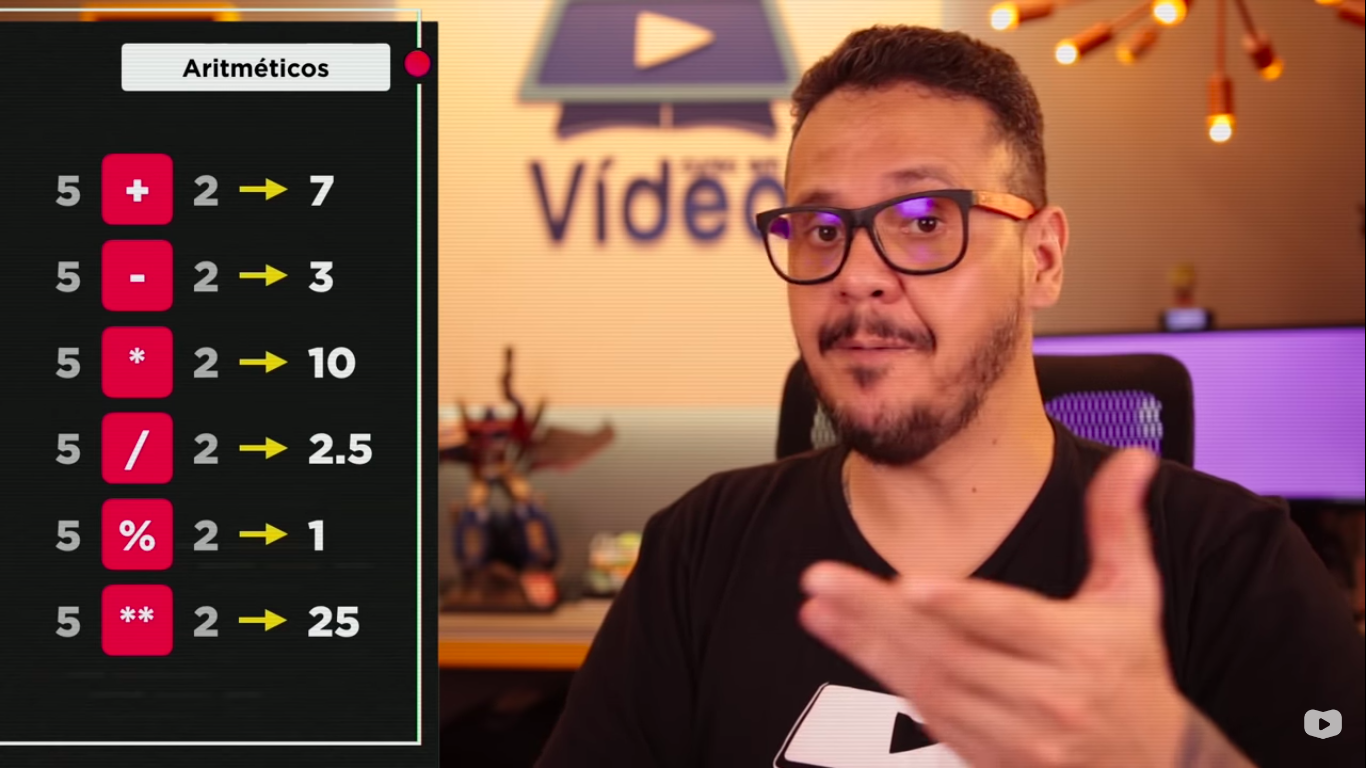 Aritméticos
5 + 2 → 7
5 - 2 → 3
5 * 2 → 10
5 / 2 → 2.5
5 % 2 → 1
5 ** 2 → 25
Vídeo